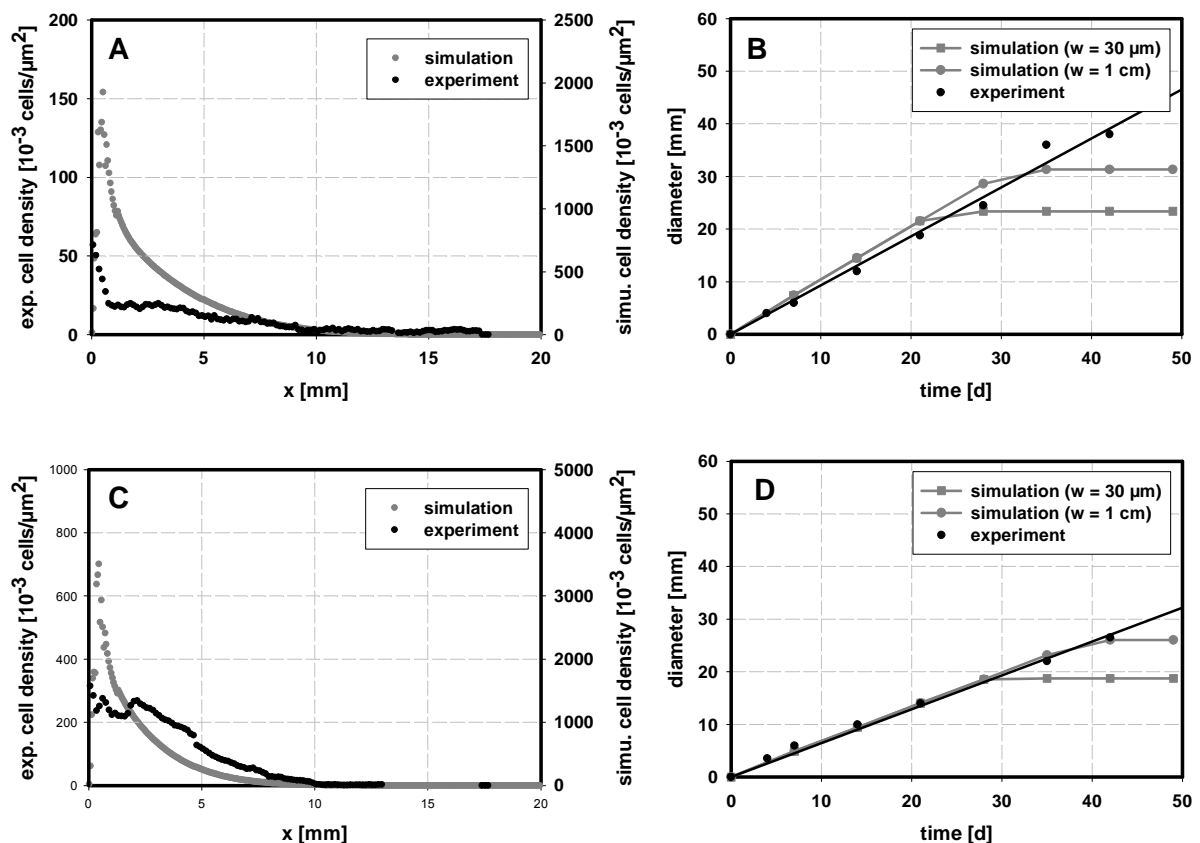 A
simulation
experiment
exp. cell density [10-3 cells/µm2]
200
150
100
50
0
simu. cell density [10-3 cells/µm2]
2500
2000
1500
1000
500
0
0 5 10 15 20
x [mm]
B
simulation (w = 30 µm)
simulation (w = 1 cm)
experiment
diameter [mm]
60
50
40
30
20
10
0
0 10 20 30 40 50
time [d]
C
simulation
experiment
exp. cell density [10-3 cells/µm2]
1000
800
600
400
200
0
simu. cell density [10-3 cells/µm2]
5000
4000
3000
2000
1000
0
0 5 10 15 20
x [mm]
D
simulation (w = 30 µm)
simulation (w = 1 cm)
experiment
diameter [mm]
60
50
40
30
20
10
0
0 10 20 30 40 50
time [d]